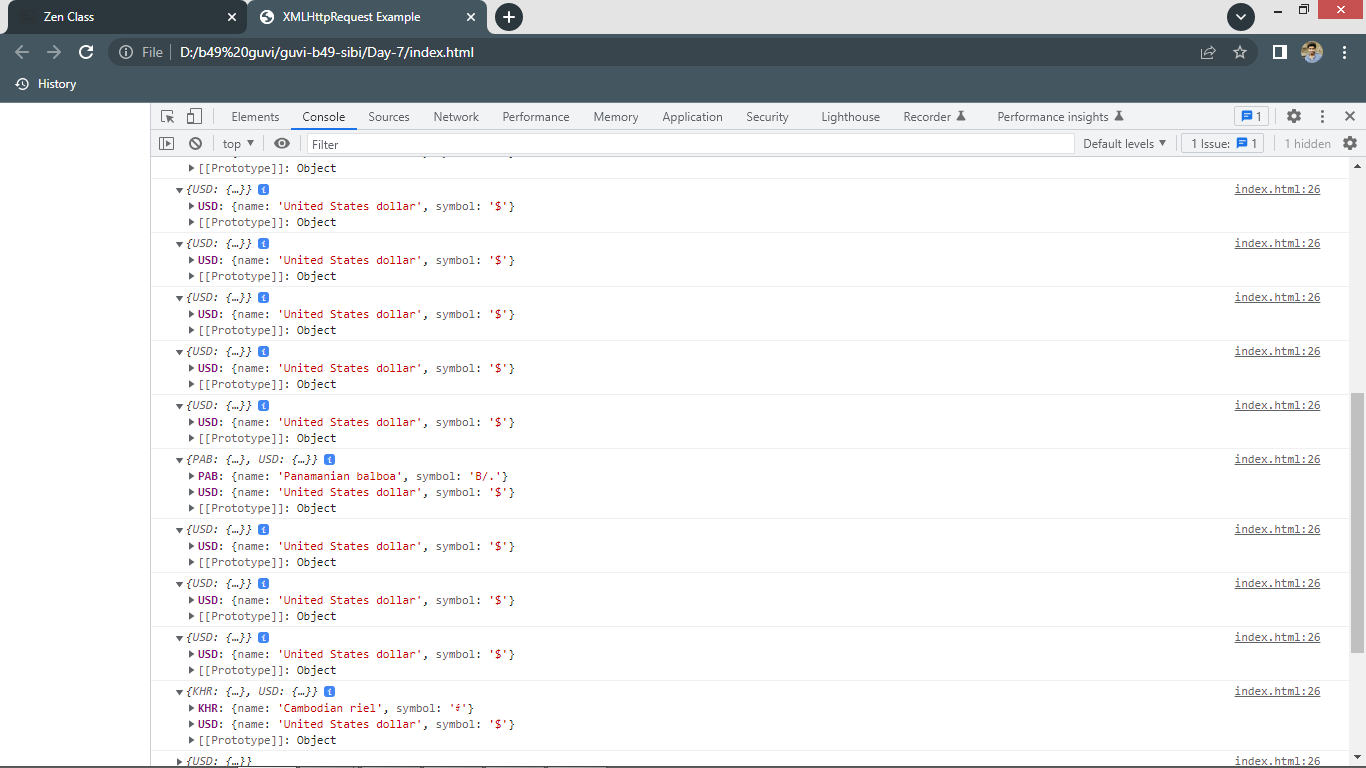 Zen Class XMLHttpRequest Example
File D:/b49%20guvi/guvi-b49-sibi/Day-7/index.html
History
Elements Console Sources Network Performance Memory Application Security Lighthouse Recorder Performance insights 1
top Filter Default levels 1 Issue: 1 1 hidden
[[Prototype]]: Object
{USD: {…}} index.html:26
USD: {name: 'United States dollar', symbol: '$'}
[[Prototype]]: Object
{USD: {…}} index.html:26
USD: {name: 'United States dollar', symbol: '$'}
[[Prototype]]: Object
{USD: {…}} index.html:26
USD: {name: 'United States dollar', symbol: '$'}
[[Prototype]]: Object
{USD: {…}} index.html:26
USD: {name: 'United States dollar', symbol: '$'}
[[Prototype]]: Object
{USD: {…}} index.html:26
USD: {name: 'United States dollar', symbol: '$'}
[[Prototype]]: Object
{PAB: {…}, USD: {…}} index.html:26
PAB: {name: 'Panamanian balboa', symbol: 'B/.'}
USD: {name: 'United States dollar', symbol: '$'}
[[Prototype]]: Object
{USD: {…}} index.html:26
USD: {name: 'United States dollar', symbol: '$'}
[[Prototype]]: Object
{USD: {…}} index.html:26
USD: {name: 'United States dollar', symbol: '$'}
[[Prototype]]: Object
{USD: {…}} index.html:26
USD: {name: 'United States dollar', symbol: '$'}
[[Prototype]]: Object
{KHR: {…}, USD: {…}} index.html:26
KHR: {name: 'Cambodian riel', symbol: '៛'}
USD: {name: 'United States dollar', symbol: '$'}
[[Prototype]]: Object
{USD: {…}} index.html:26